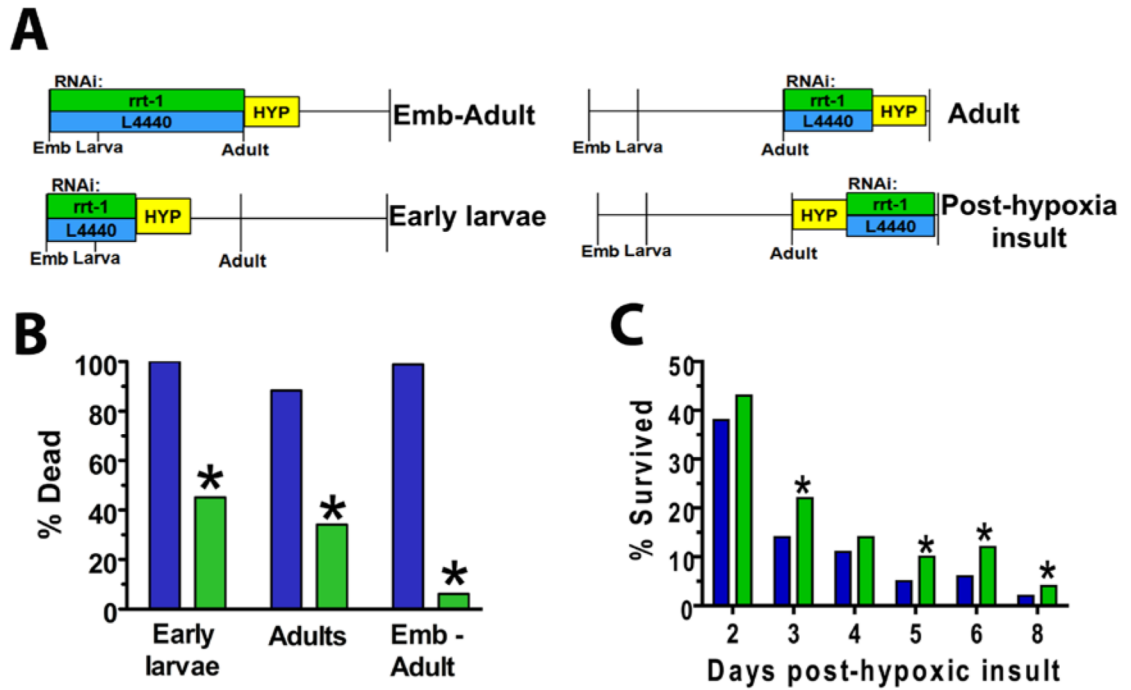 A
RNAi:
rrt-1
L4440
HYP
Emb Larva
Adult
Emb-Adult
RNAi:
rrt-1
L4440
HYP
Emb Larva
Adult
Adult
RNAi:
rrt-1
L4440
HYP
Emb Larva
Adult
Early larvae
RNAi:
HYP
rrt-1
L4440
Emb Larva
Adult
Post-hypoxia
insult
B
% Dead
100
80
60
40
20
0
*
*
*
Early
larvae
Adults
Emb -
Adult
C
% Survived
50
40
30
20
10
0
*
*
*
*
2 3 4 5 6 8
Days post-hypoxic insult